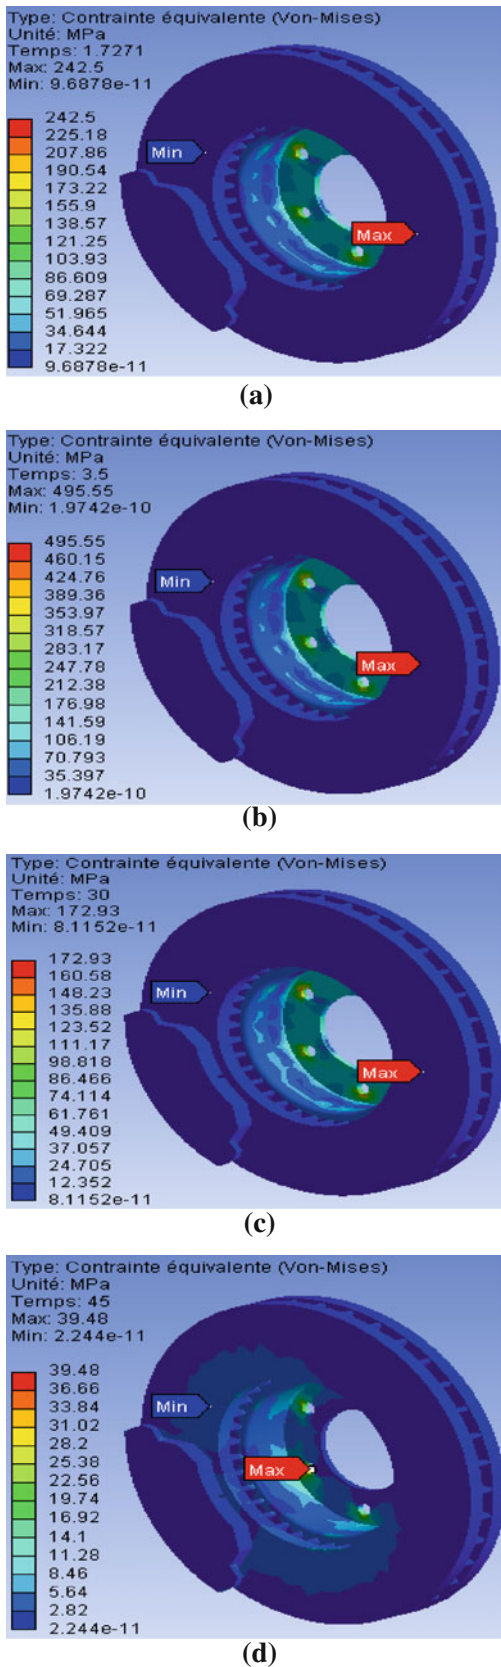 Type: Contrainte équivalente (Von-Mises)
Unité: MPa
Temps: 1.7271
Max: 242.5
Min: 9.6878e-11
242.5
225.18
207.86
190.54
173.22
155.9
138.57
121.25
103.93
86.609
69.287
51.965
34.644
17.322
9.6878e-11
Min
Max
(a)
Type: Contrainte équivalente (Von-Mises)
Unité: MPa
Temps: 3.5
Max: 495.55
Min: 1.9742e-10
495.55
460.15
424.76
389.36
353.97
318.57
283.17
247.78
212.38
176.98
141.59
106.19
70.793
35.397
1.9742e-10
Min
Max
(b)
Type: Contrainte équivalente (Von-Mises)
Unité: MPa
Temps: 30
Max: 172.93
Min: 8.1152e-11
172.93
160.58
148.23
135.88
123.52
111.17
98.818
86.466
74.114
61.761
49.409
37.057
24.705
12.352
8.1152e-11
Min
Max
(c)
Type: Contrainte équivalente (Von-Mises)
Unité: MPa
Temps: 45
Max: 39.48
Min: 2.244e-11
39.48
36.66
33.84
31.02
28.2
25.38
22.56
19.74
16.92
14.1
11.28
8.46
5.64
2.82
2.244e-11
Min
Max
(d)